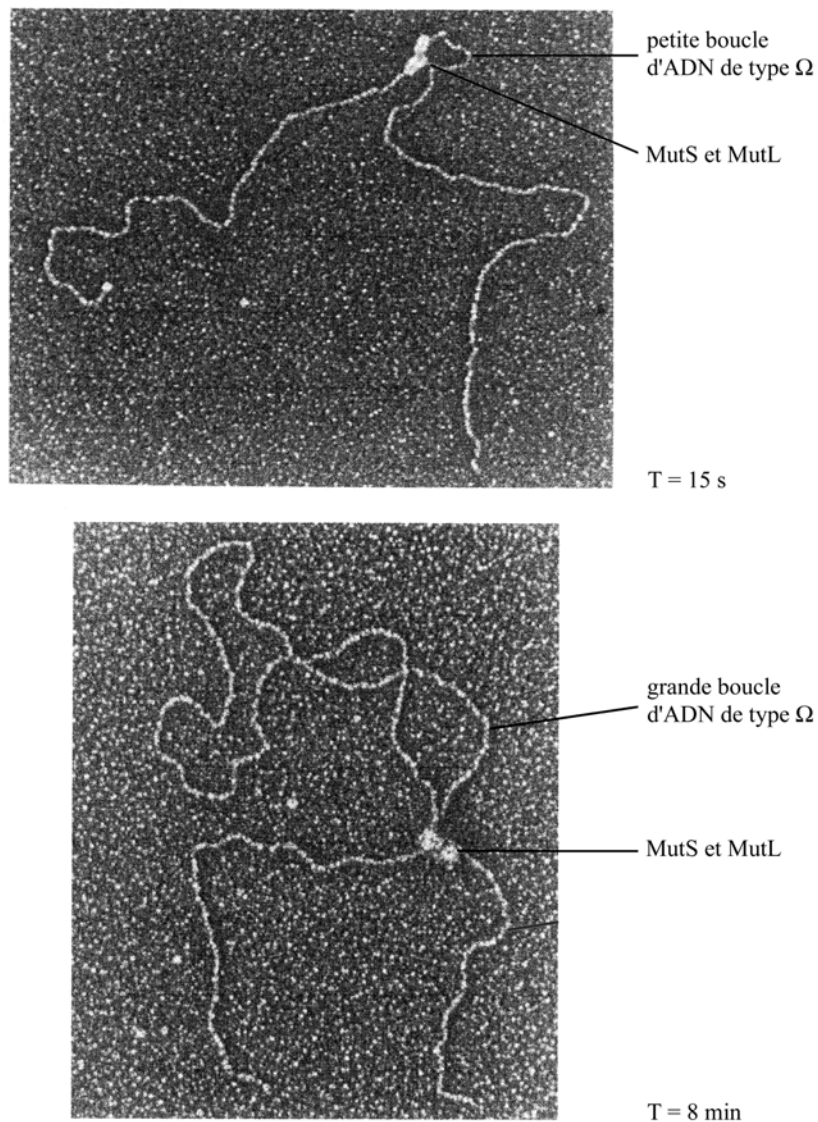 petite boucle
d'ADN de type Ω
MutS et MutL
T = 15 s
grande boucle
d'ADN de type Ω
MutS et MutL
T = 8 min